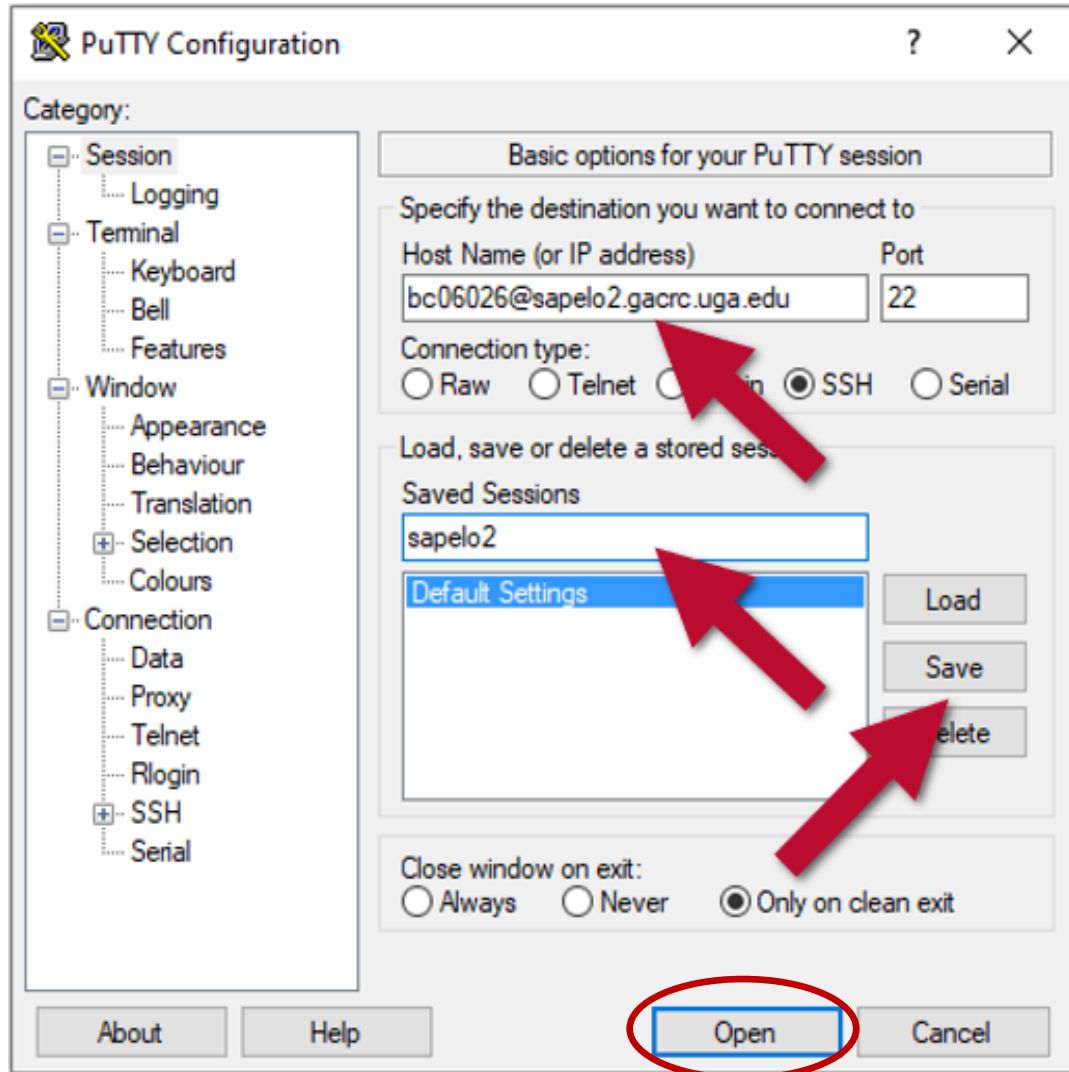 PuTTY Configuration
?
Category:
Session
Logging
Terminal
Keyboard
Bell
Features
Window
Appearance
Behaviour
Translation
Selection
Colours
Connection
Data
Proxy
Telnet
Rlogin
SSH
Serial
Basic options for your PuTTY session
Specify the destination you want to connect to
Host Name (or IP address) Port
bc06026@sapelo2.gacrc.uga.edu 22
Connection type:
Raw Telnet SSH Serial
Load, save or delete a stored
Saved Sessions
sapelo2
Default Settings
Load
Save
Close window on exit:
Always Never Only on clean exit
About Help Open Cancel